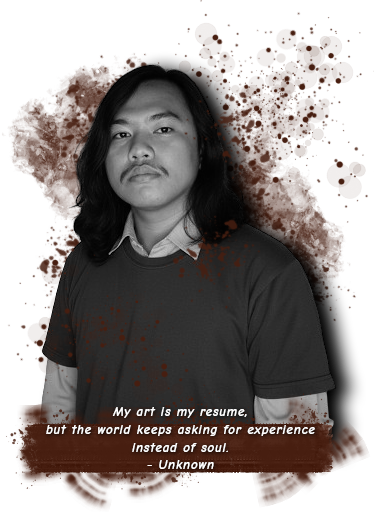 My art is my resume,
but the world keeps asking for experience
instead of soul.
- Unknown